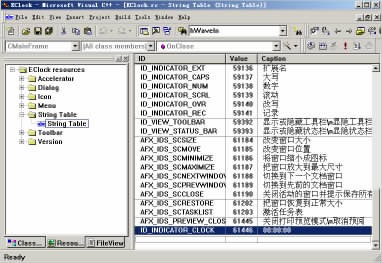 EClock - Microsoft Visual C++ - [EClock.rc - String Table (String Table)]
File Edit View Insert Project Build Tools Window Help
hWaveIn
CMainFrame [All class members] OnClose
EClock resources
Accelerator
Dialog
Icon
Menu
String Table
String Table
Toolbar
Version
Class... Resou... FileView
ID Value Caption
ID_INDICATOR_EXT 59136 扩展名
ID_INDICATOR_CAPS 59137 大写
ID_INDICATOR_NUM 59138 数字
ID_INDICATOR_SCRL 59139 滚动
ID_INDICATOR_OVR 59140 改写
ID_INDICATOR_REC 59141 记录
ID_VIEW_TOOLBAR 59392 显示或隐藏工具栏\n显隐工具栏
ID_VIEW_STATUS_BAR 59393 显示或隐藏状态栏\n显隐状态栏
AFX_IDS_SCSIZE 61184 改变窗口大小
AFX_IDS_SCMOVE 61185 改变窗口位置
AFX_IDS_SCMINIMIZE 61186 将窗口缩小成图标
AFX_IDS_SCMAXIMIZE 61187 把窗口放大到最大尺寸
AFX_IDS_SCNEXTWINDOW 61188 切换到下一个文档窗口
AFX_IDS_SCPREVWINDOW 61189 切换到先前的文档窗口
AFX_IDS_SCCLOSE 61190 关闭活动的窗口并提示保存所有
AFX_IDS_SCRESTORE 61202 把窗口恢复到正常大小
AFX_IDS_SCTASKLIST 61203 激活任务表
AFX_IDS_PREVIEW_CLOS 61445 关闭打印预览模式\n取消预阅
ID_INDICATOR_CLOCK 61446 00:00:00
Ready